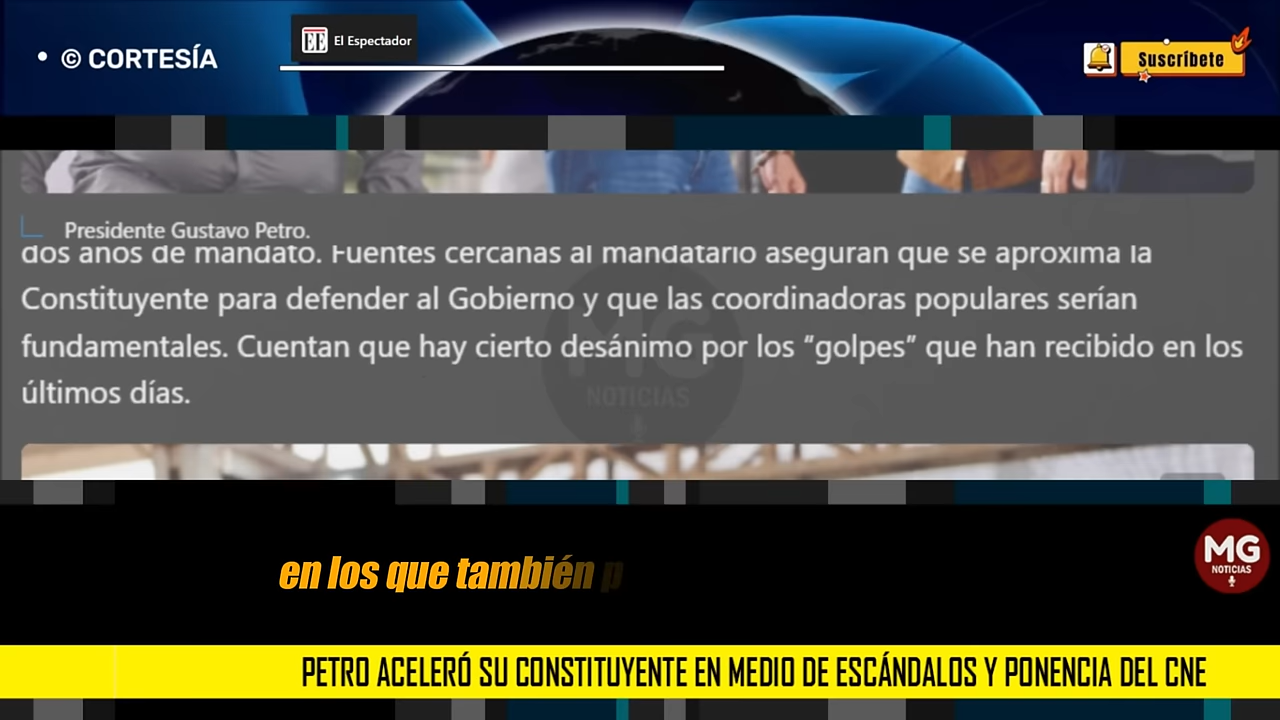 • © CORTESÍA
EE El Espectador
Suscríbete
Presidente Gustavo Petro.
dos años de mandato. Fuentes cercanas al mandatario aseguran que se aproxima la
Constituyente para defender al Gobierno y que las coordinadoras populares serían
fundamentales. Cuentan que hay cierto desánimo por los “golpes” que han recibido en los
últimos días.
MG
NOTICIAS
en los que también p
MG
NOTICIAS
PETRO ACELERÓ SU CONSTITUYENTE EN MEDIO DE ESCÁNDALOS Y PONENCIA DEL CNE